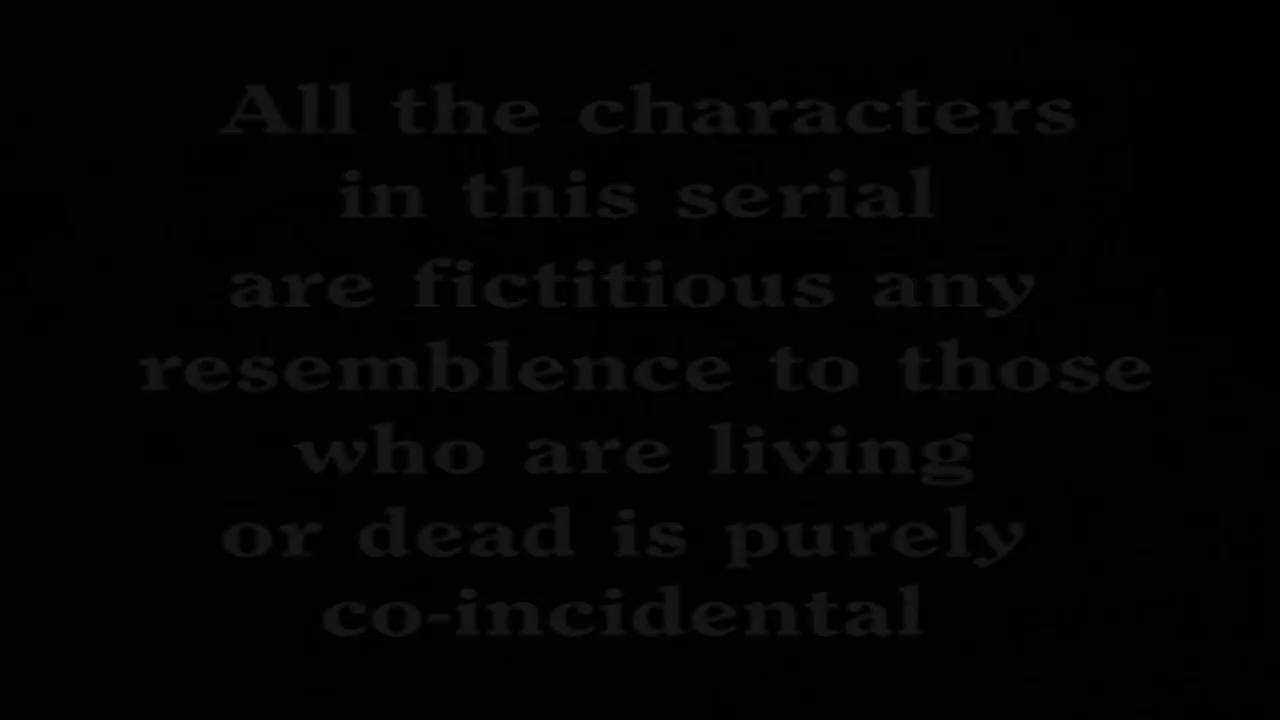 All the characters
in this serial
are fictitious any
resemblence to those
who are living
or dead is purely
co-incidental